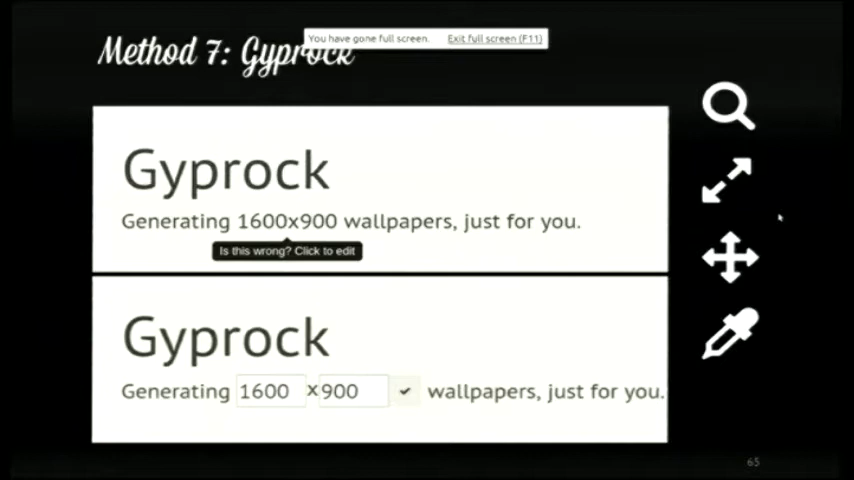 You have gone full screen. Exit full screen (F11)
Method 7: Gyprock
Gyprock
Generating 1600x900 wallpapers, just for you.
Is this wrong? Click to edit
Gyprock
Generating 1600 x 900 wallpapers, just for you.
65